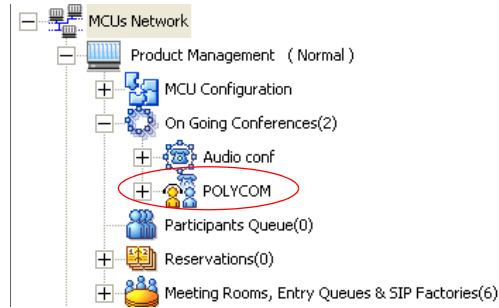 MCUs Network
Product Management ( Normal )
MCU Configuration
On Going Conferences(2)
Audio conf
POLYCOM
Participants Queue(0)
Reservations(0)
Meeting Rooms, Entry Queues & SIP Factories(6)